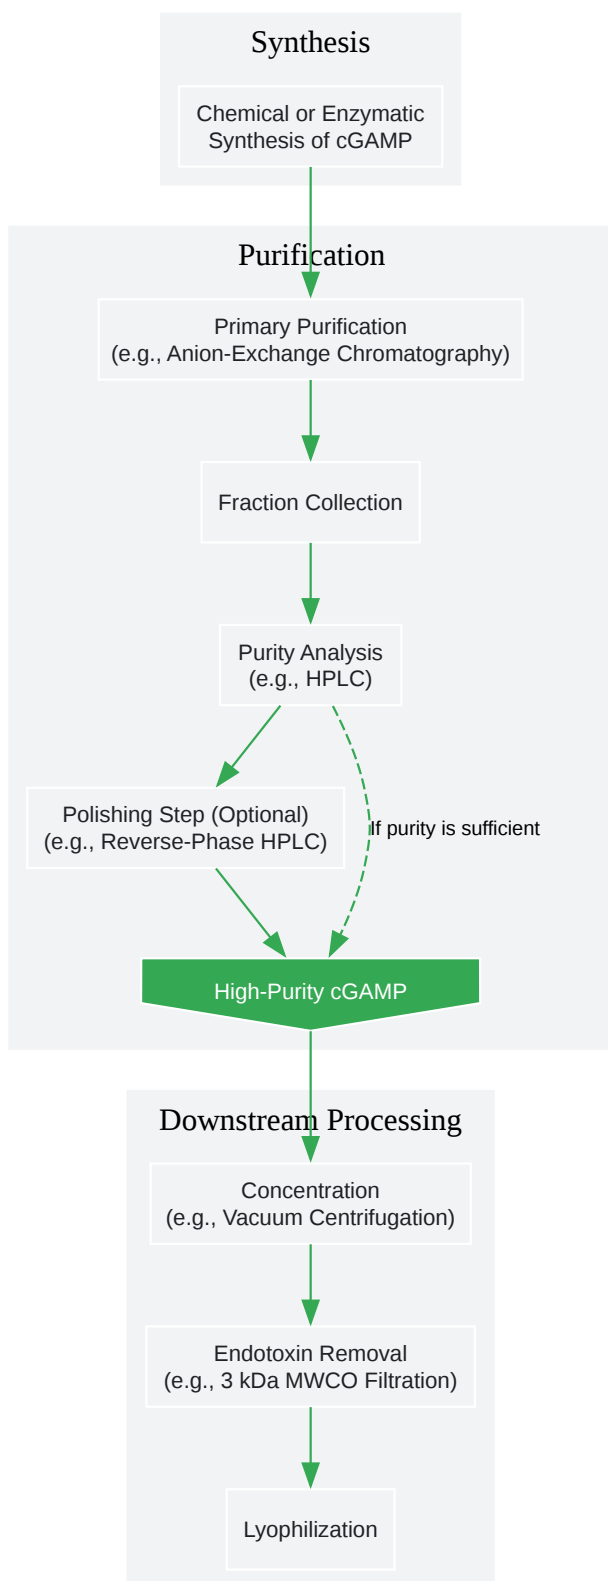 Synthesis
Chemical or Enzymatic
Synthesis of cGAMP
Purification
Primary Purification
(e.g., Anion-Exchange Chromatography)
Fraction Collection
Purity Analysis
(e.g., HPLC)
Polishing Step (Optional)
(e.g., Reverse-Phase HPLC)
If purity is sufficient
High-Purity cGAMP
Downstream Processing
Concentration
(e.g., Vacuum Centrifugation)
Endotoxin Removal
(e.g., 3 kDa MWCO Filtration)
Lyophilization